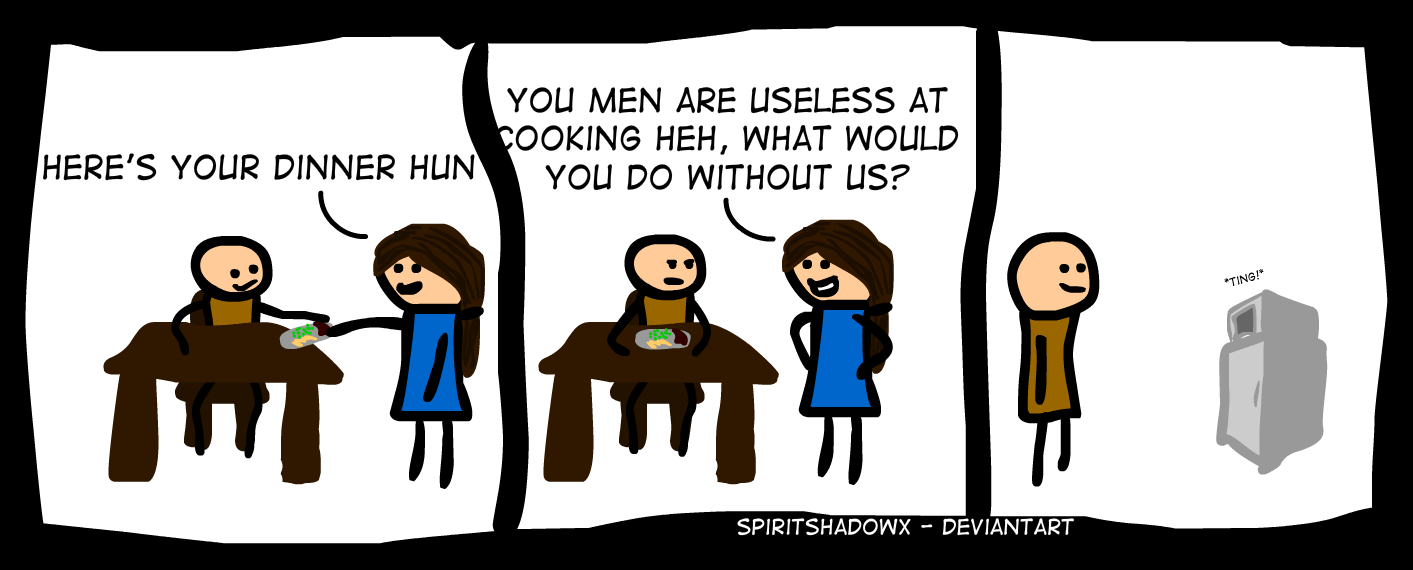 HERE'S YOUR DINNER HUN
YOU MEN ARE USELESS AT
COOKING HEH, WHAT WOULD
YOU DO WITHOUT US?
*TING!*
SPIRITSHADOWX - DEVIANTART